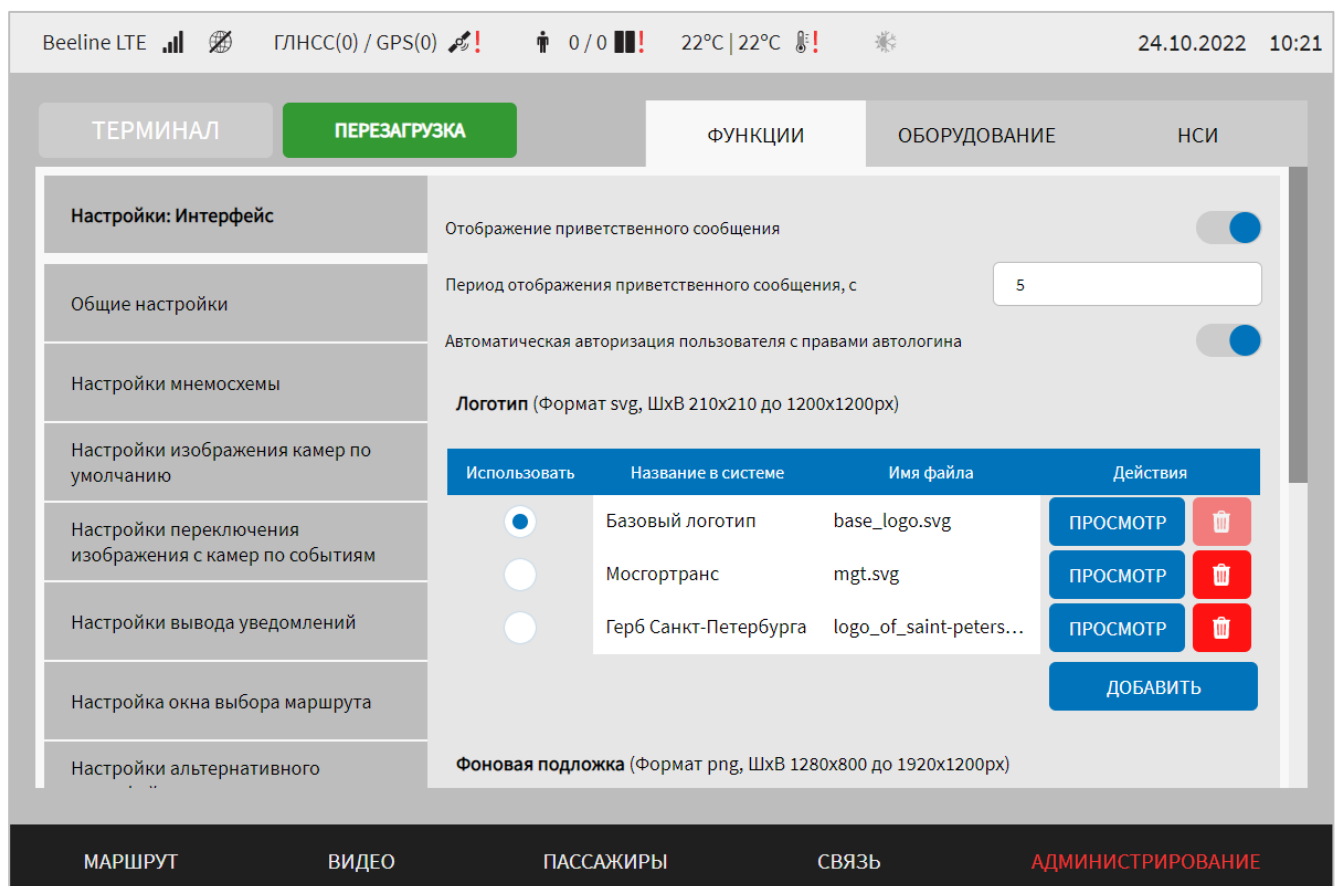 Beeline LTE ГЛНСС(0) / GPS(0) ! 0 / 0 ! 22°C | 22°C ! 24.10.2022 10:21
ТЕРМИНАЛ ПЕРЕЗАГРУЗКА ФУНКЦИИ ОБОРУДОВАНИЕ НСИ
Настройки: Интерфейс
Общие настройки
Настройки мнемосхемы
Настройки изображения камер по
умолчанию
Настройки переключения
изображения с камер по событиям
Настройки вывода уведомлений
Настройка окна выбора маршрута
Настройки альтернативного
Отображение приветственного сообщения
Период отображения приветственного сообщения, с 5
Автоматическая авторизация пользователя с правами автологина
Логотип (Формат svg, ШхВ 210х210 до 1200х1200рх)
Использовать Название в системе Имя файла Действия
Базовый логотип base_logo.svg ПРОСМОТР
Мосгортранс mgt.svg ПРОСМОТР
Герб Санкт-Петербурга logo_of_saint-peters... ПРОСМОТР
ДОБАВИТЬ
Фоновая подложка (Формат png, ШхВ 1280х800 до 1920х1200рх)
МАРШРУТ ВИДЕО ПАССАЖИРЫ СВЯЗЬ АДМИНИСТРИРОВАНИЕ